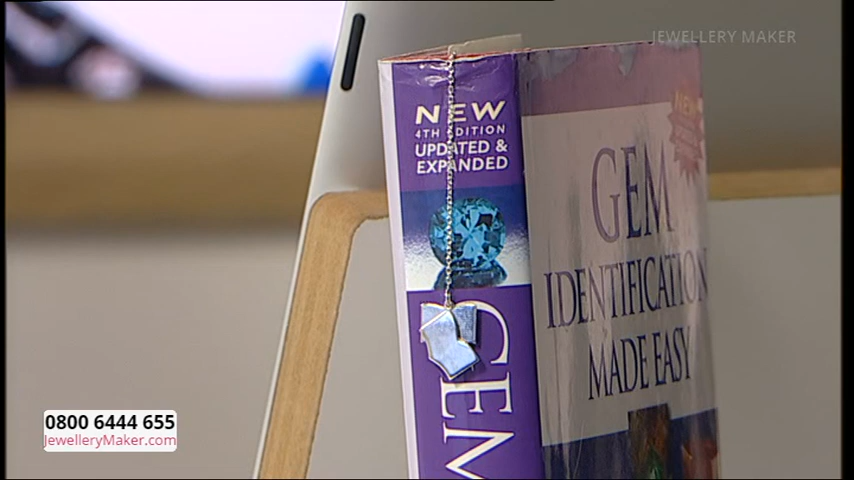 JEWELLERY MAKER
NEW
4TH EDITION
UPDATED &
EXPANDED
GEM
GEM
IDENTIFICATION
MADE EASY
0800 6444 655
JewelleryMaker.com